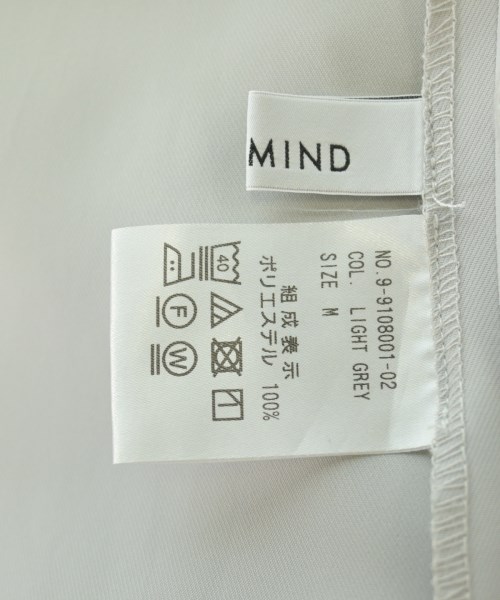 MIND
NO.9-9108001-02
COL. LIGHT GREY
SIZE M
組成表示
ポリエステル 100%
40
F W